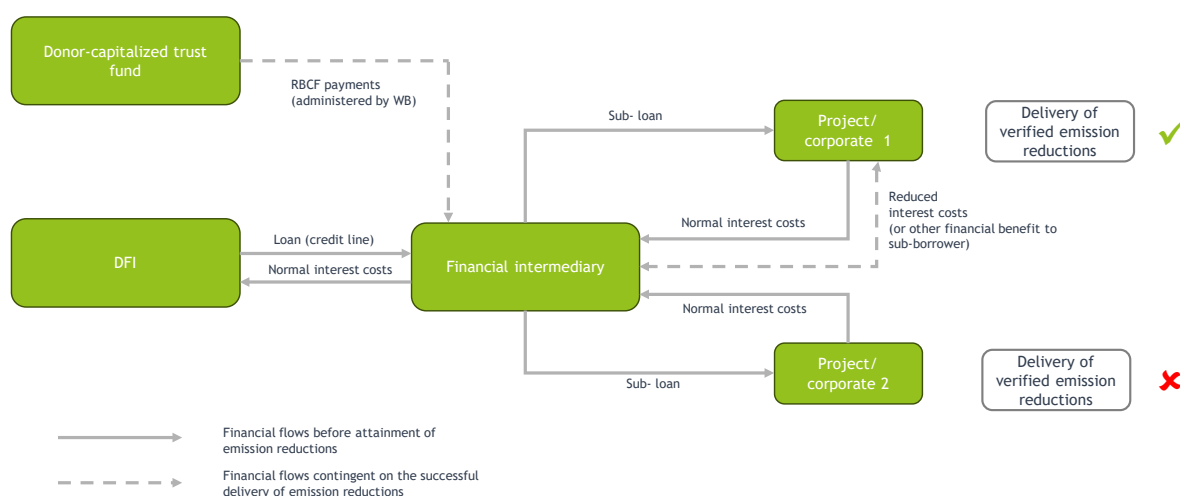 Donor-capitalized trust
fund
RBCF payments
(administered by WB)
Sub- loan
Project/
corporate 1
Delivery of
verified emission
reductions
Reduced
interest costs
(or other financial benefit to
sub-borrower)
Normal interest costs
DFI
Loan (credit line)
Normal interest costs
Financial intermediary
Normal interest costs
Sub- loan
Project/
corporate 2
Delivery of
verified emission
reductions
Financial flows before attainment of
emission reductions
Financial flows contingent on the successful
delivery of emission reductions